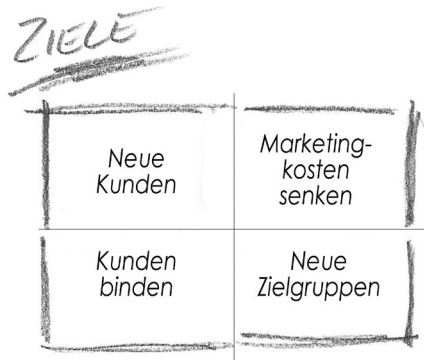 ZIELE
Neue
Kunden
Marketing-
kosten
senken
Kunden
binden
Neue
Zielgruppen